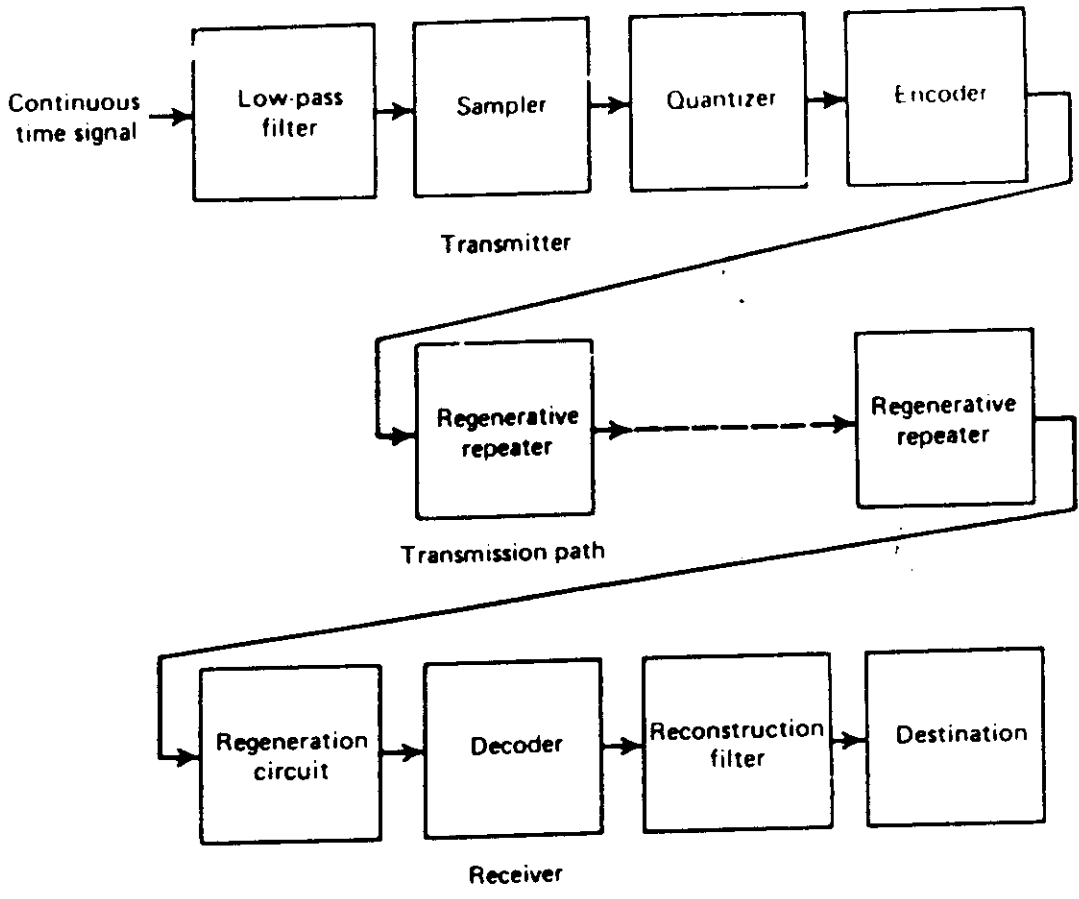 Continuous
time signal
Low-pass
filter
Sampler
Quantizer
Encoder
Transmitter
Regenerative
repeater
Regenerative
repeater
Transmission path
Regeneration
circuit
Decoder
Reconstruction
filter
Destination
Receiver